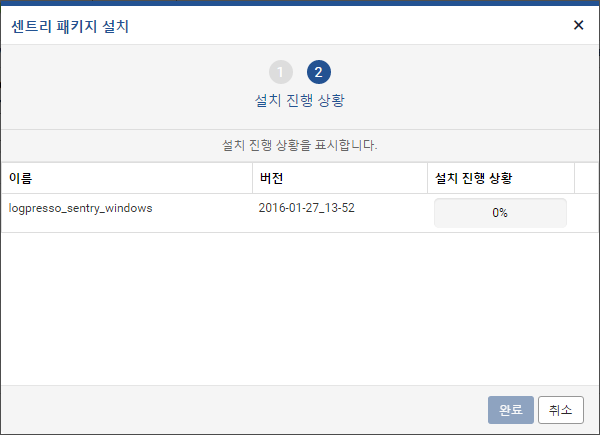 센트리 패키지 설치
1 2
설치 진행 상황
설치 진행 상황을 표시합니다.
이름 버전 설치 진행 상황
logpresso_sentry_windows 2016-01-27_13-52 0%
완료 취소